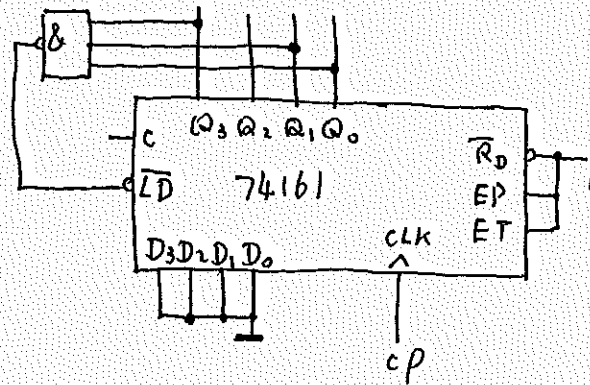 &
C Q₃ Q₂ Q₁ Q₀
R̅D̅
L̅D̅ 74161 EP
ET
D₃ D₂ D₁ D₀ CLK
CP